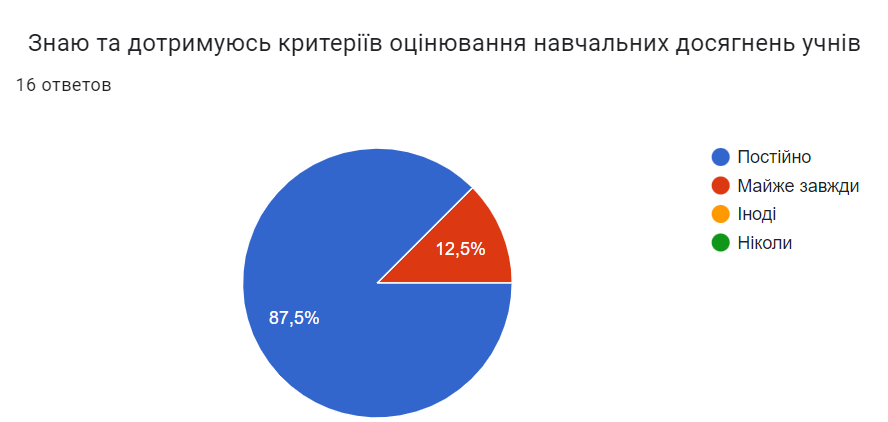 Знаю та дотримуюсь критеріїв оцінювання навчальних досягнень учнів
16 ответов
Постійно
Майже завжди
Іноді
Ніколи
12,5%
87,5%